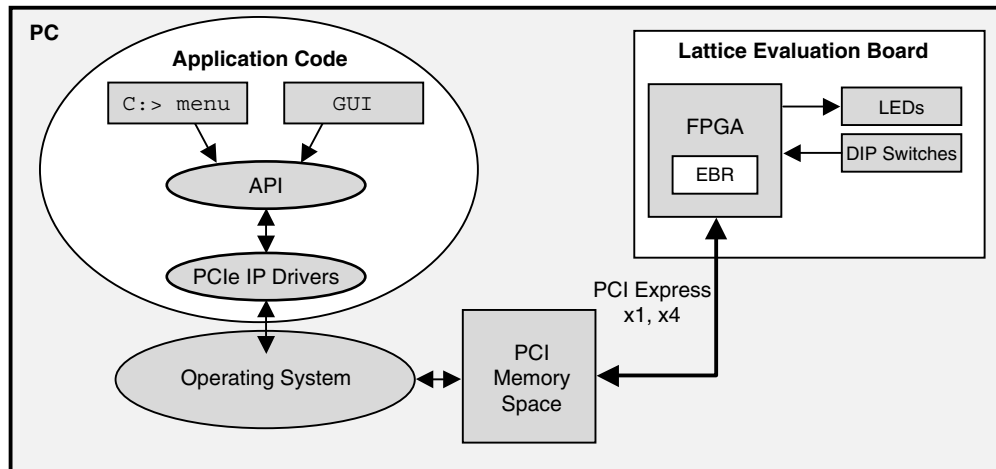 PC
Application Code
C:> menu
GUI
API
PCIe IP Drivers
Operating System
PCI
Memory
Space
PCI Express
x1, x4
Lattice Evaluation Board
FPGA
EBR
LEDs
DIP Switches